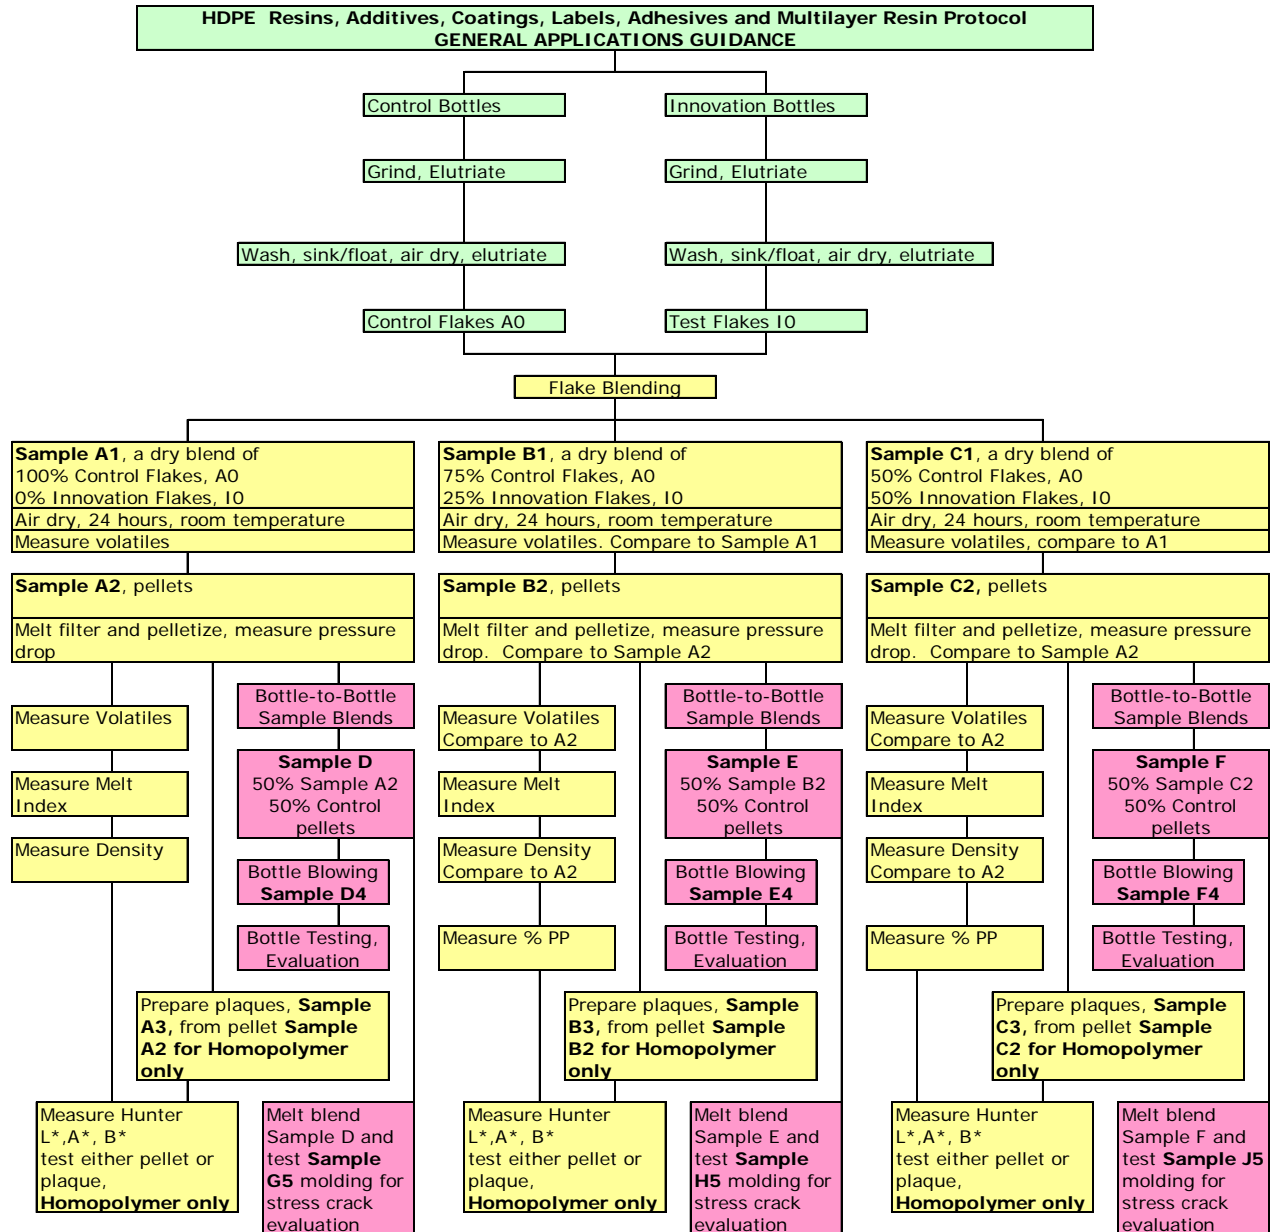 HDPE Resins, Additives, Coatings, Labels, Adhesives and Multilayer Resin Protocol
GENERAL APPLICATIONS GUIDANCE
Control Bottles
Innovation Bottles
Grind, Elutriate
Grind, Elutriate
Wash, sink/float, air dry, elutriate
Wash, sink/float, air dry, elutriate
Control Flakes A0
Test Flakes I0
Flake Blending
Sample A1, a dry blend of
100% Control Flakes, A0
0% Innovation Flakes, I0
Air dry, 24 hours, room temperature
Measure volatiles
Sample A2, pellets
Melt filter and pelletize, measure pressure
drop
Measure Volatiles
Measure Melt
Index
Measure Density
Bottle-to-Bottle
Sample Blends
Sample D
50% Sample A2
50% Control
pellets
Bottle Blowing
Sample D4
Bottle Testing,
Evaluation
Prepare plaques, Sample
A3, from pellet Sample
A2 for Homopolymer
only
Measure Hunter
L*,A*, B*
test either pellet or
plaque,
Homopolymer only
Melt blend
Sample D and
test Sample
G5 molding for
stress crack
evaluation
Sample B1, a dry blend of
75% Control Flakes, A0
25% Innovation Flakes, I0
Air dry, 24 hours, room temperature
Measure volatiles. Compare to Sample A1
Sample B2, pellets
Melt filter and pelletize, measure pressure
drop. Compare to Sample A2
Measure Volatiles
Compare to A2
Measure Melt
Index
Measure Density
Compare to A2
Measure % PP
Bottle-to-Bottle
Sample Blends
Sample E
50% Sample B2
50% Control
pellets
Bottle Blowing
Sample E4
Bottle Testing,
Evaluation
Prepare plaques, Sample
B3, from pellet Sample
B2 for Homopolymer
only
Measure Hunter
L*,A*, B*
test either pellet or
plaque,
Homopolymer only
Melt blend
Sample E and
test Sample
H5 molding for
stress crack
evaluation
Sample C1, a dry blend of
50% Control Flakes, A0
50% Innovation Flakes, I0
Air dry, 24 hours, room temperature
Measure volatiles, compare to A1
Sample C2, pellets
Melt filter and pelletize, measure pressure
drop. Compare to Sample A2
Measure Volatiles
Compare to A2
Measure Melt
Index
Measure Density
Compare to A2
Measure % PP
Bottle-to-Bottle
Sample Blends
Sample F
50% Sample C2
50% Control
pellets
Bottle Blowing
Sample F4
Bottle Testing,
Evaluation
Prepare plaques, Sample
C3, from pellet Sample
C2 for Homopolymer
only
Measure Hunter
L*,A*, B*
test either pellet or
plaque,
Homopolymer only
Melt blend
Sample F and
test Sample J5
molding for
stress crack
evaluation